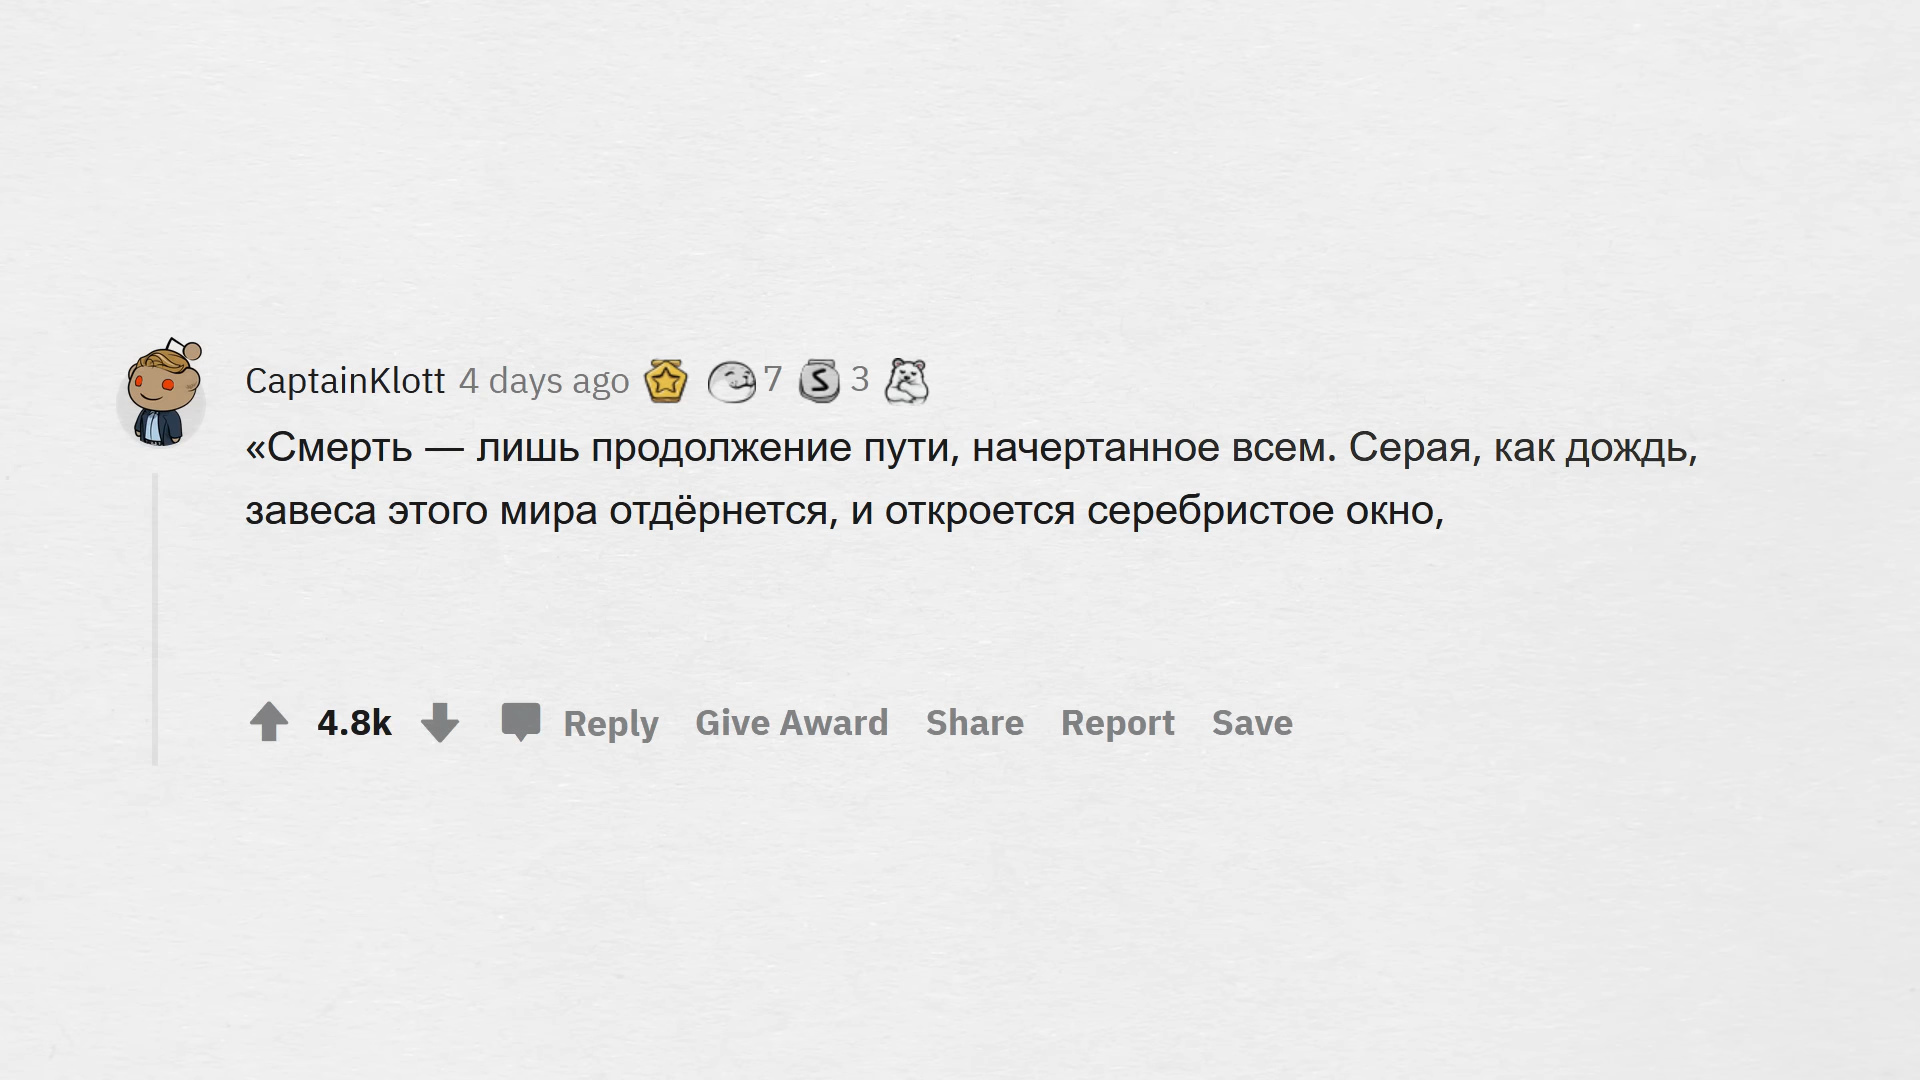 CaptainKlott 4 days ago 7 S 3
«Смерть — лишь продолжение пути, начертанное всем. Серая, как дождь,
завеса этого мира отдёрнется, и откроется серебристое окно,
4.8k Reply Give Award Share Report Save